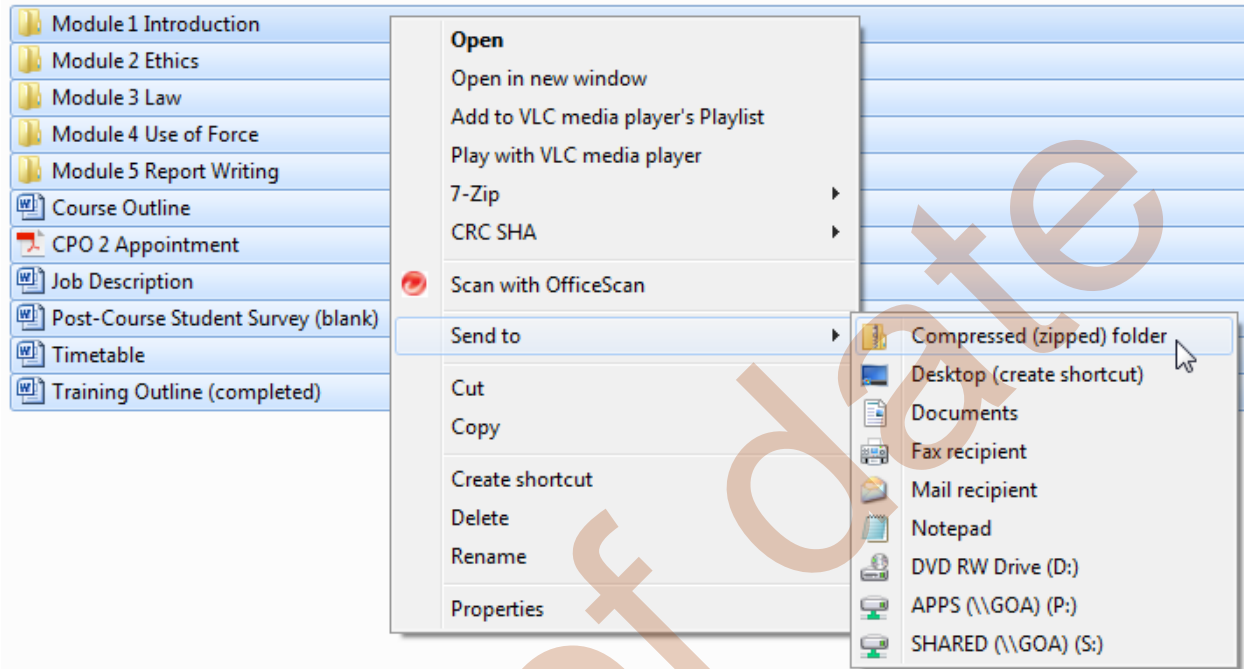 Module 1 Introduction
Module 2 Ethics
Module 3 Law
Module 4 Use of Force
Module 5 Report Writing
Course Outline
CPO 2 Appointment
Job Description
Post-Course Student Survey (blank)
Timetable
Training Outline (completed)
Open
Open in new window
Add to VLC media player's Playlist
Play with VLC media player
7-Zip
CRC SHA
Scan with OfficeScan
Send to
Cut
Copy
Create shortcut
Delete
Rename
Properties
Compressed (zipped) folder
Desktop (create shortcut)
Documents
Fax recipient
Mail recipient
Notepad
DVD RW Drive (D:)
APPS (\\GOA) (P:)
SHARED (\\GOA) (S:)
f date